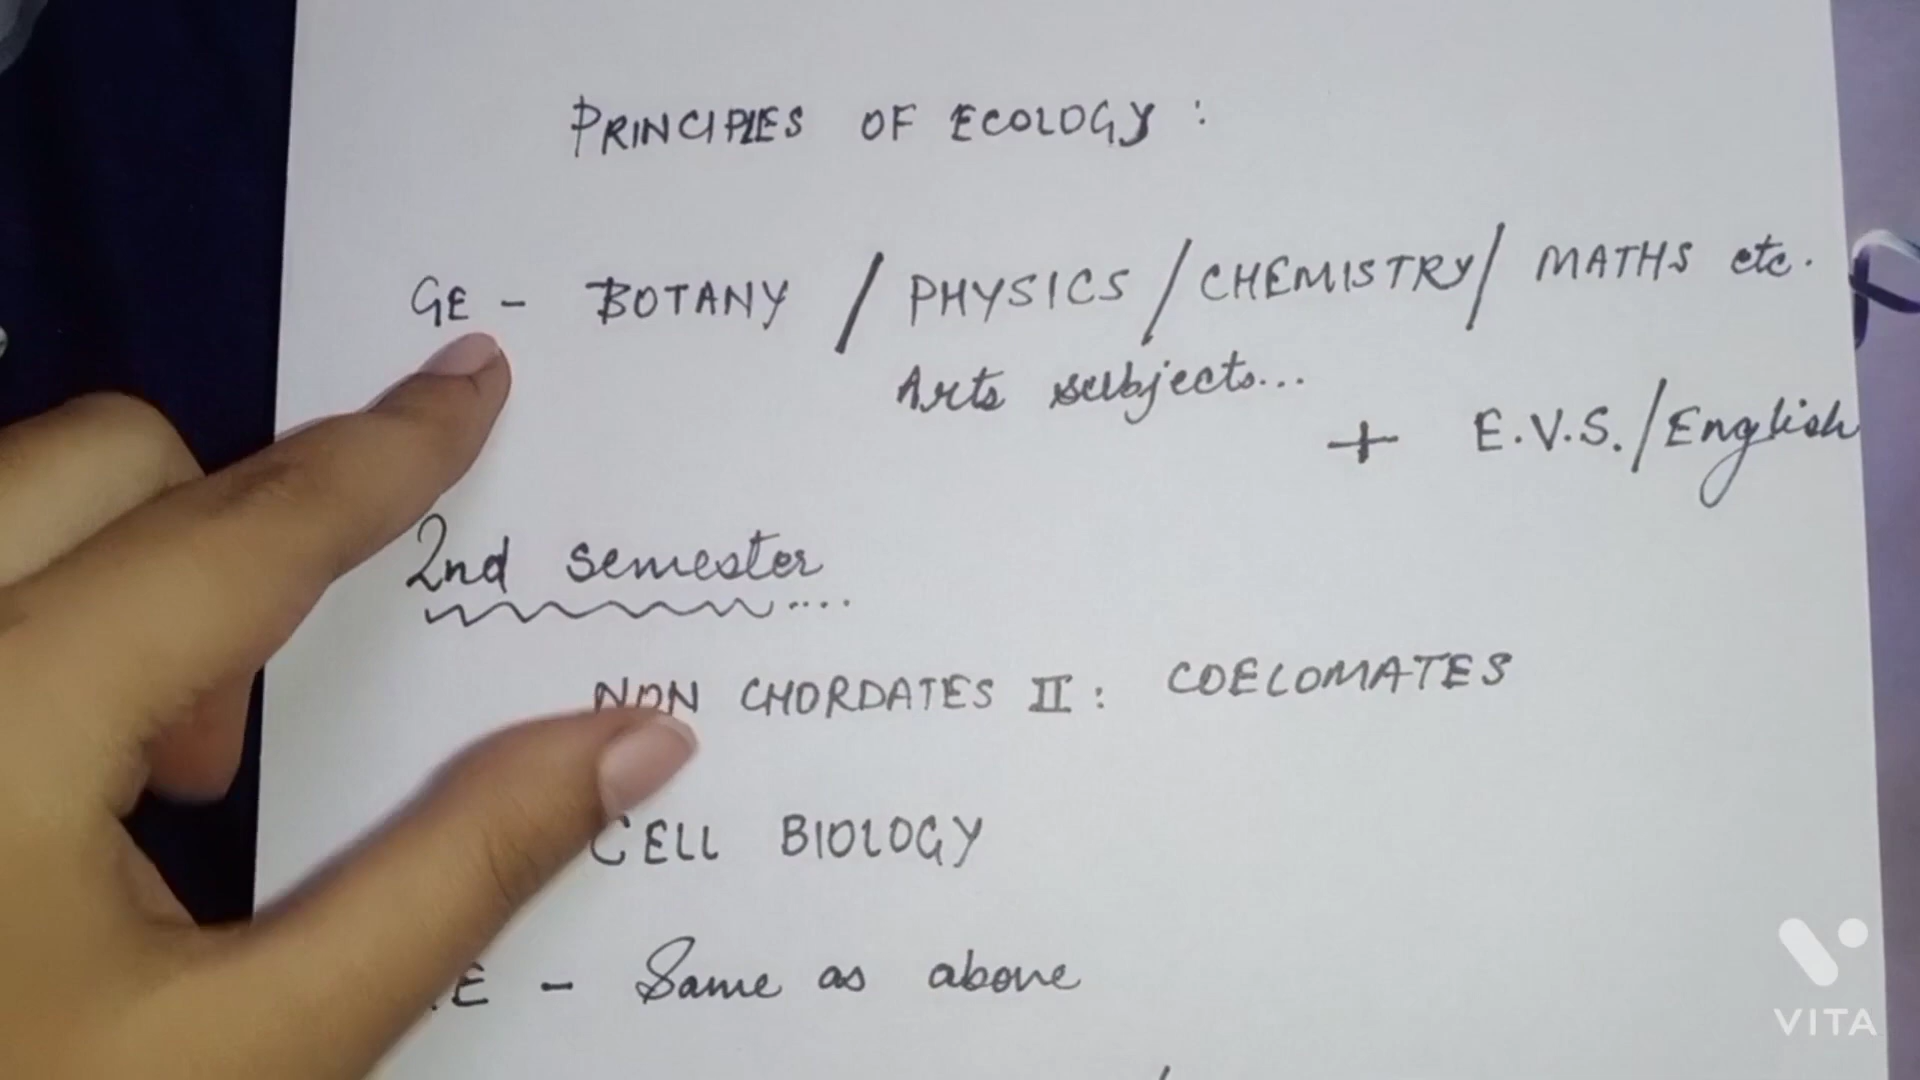 PRINCIPLES OF ECOLOGY :
GE - BOTANY / PHYSICS / CHEMISTRY / MATHS etc.
Arts subjects...
+ E.V.S. / English
2nd semester
....
NON CHORDATES II : COELOMATES
CELL BIOLOGY
E - Same as above
VITA